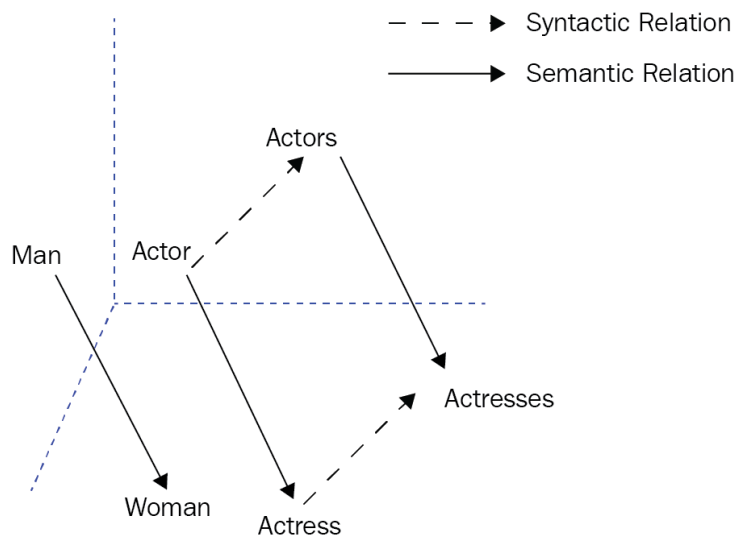 Syntactic Relation
Semantic Relation
Actors
Man
Actor
Actresses
Woman
Actress